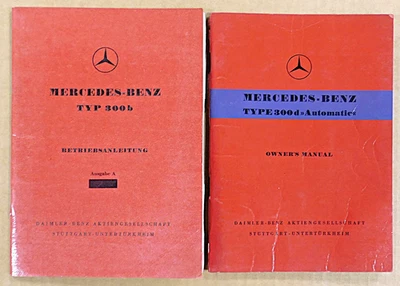 MERCEDES-BENZ
TYP 300b
BETRIEBSANLEITUNG
Ausgabe A
DAIMLER-BENZ AKTIENGESELLSCHAFT
STUTTGART-UNTERTÜRKHEIM
MERCEDES-BENZ
TYPE 300d »Automatic«
OWNER'S MANUAL
DAIMLER-BENZ AKTIENGESELLSCHAFT
STUTTGART-UNTERTÜRKHEIM